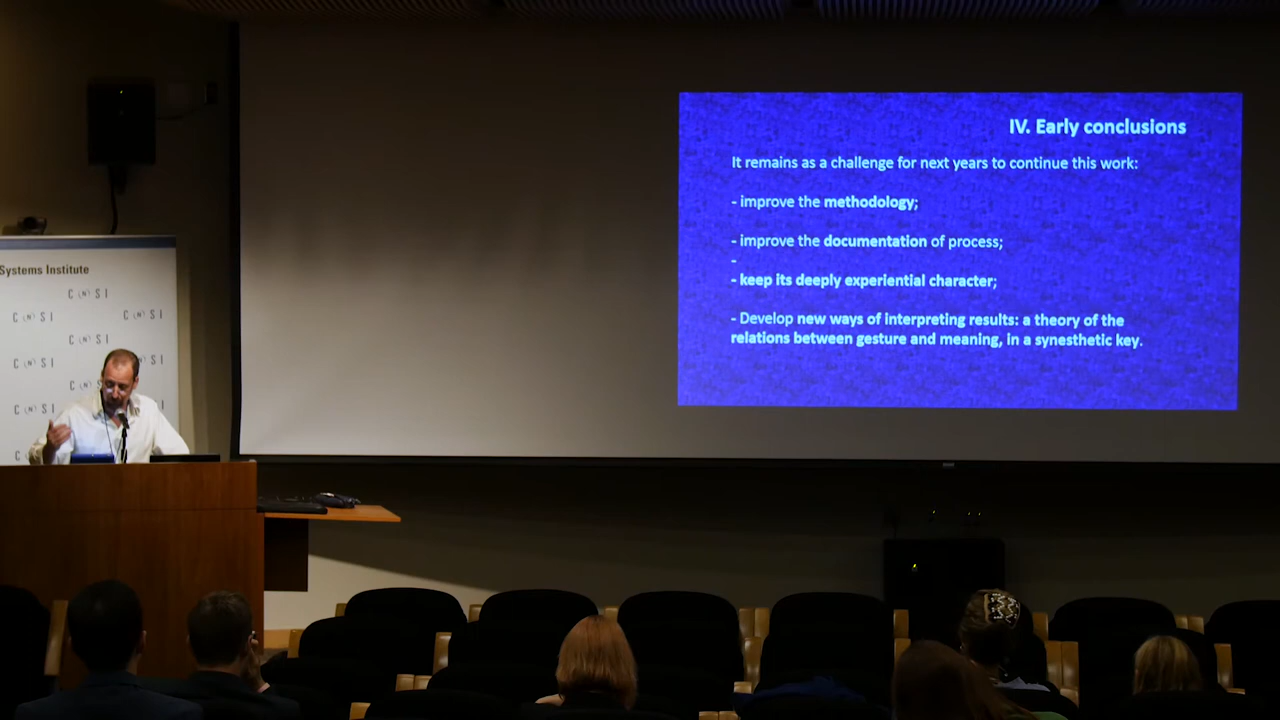 Systems Institute
C (N) S I
C (N) S I
C (N) S I
C (N) S I
C (N) S I
C (N) S
C (N) S I
IV. Early conclusions
It remains as a challenge for next years to continue this work:
- improve the methodology;
- improve the documentation of process;
-
- keep its deeply experiential character;
- Develop new ways of interpreting results: a theory of the
relations between gesture and meaning, in a synesthetic key.